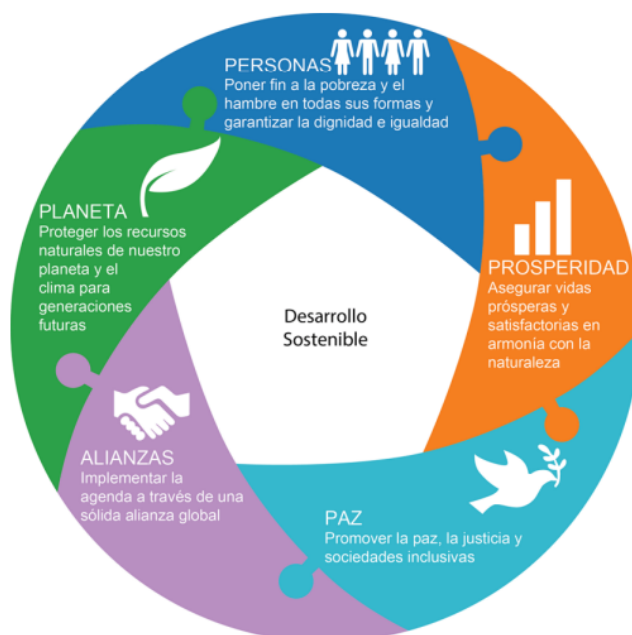 PERSONAS
Poner fin a la pobreza y el
hambre en todas sus formas y
garantizar la dignidad e igualdad
PROSPERIDAD
Asegurar vidas
prósperas y
satisfactorias en
armonía con la
naturaleza
PAZ
Promover la paz, la justicia y
sociedades inclusivas
ALIANZAS
Implementar la
agenda a través de una
sólida alianza global
PLANETA
Proteger los recursos
naturales de nuestro
planeta y el
clima para
generaciones
futuras
Desarrollo
Sostenible